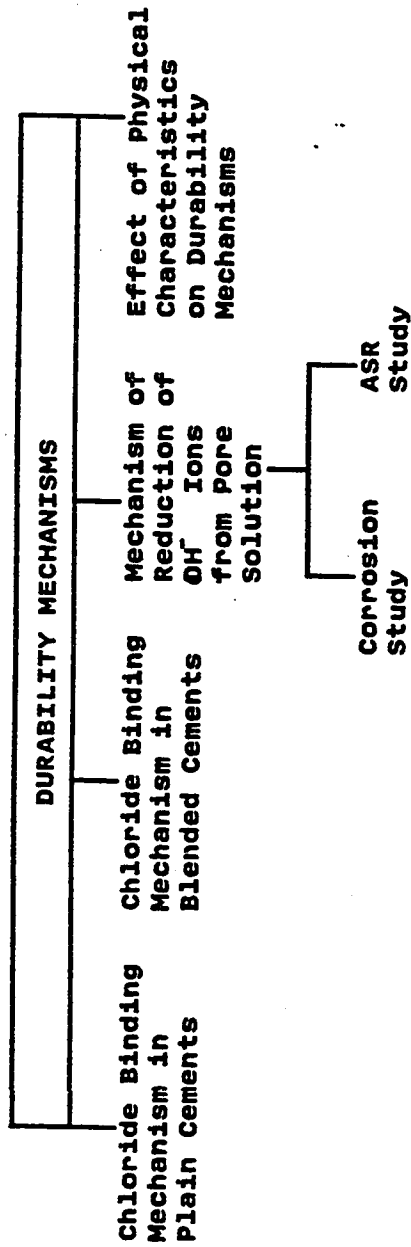 DURABILITY MECHANISMS
Chloride Binding
Mechanism in
Plain Cements
Chloride Binding
Mechanism in
Blended Cements
Mechanism of
Reduction of
OH⁻ Ions
from Pore
Solution
Effect of Physical
Characteristics
on Durability
Mechanisms
Corrosion
study
ASR
study